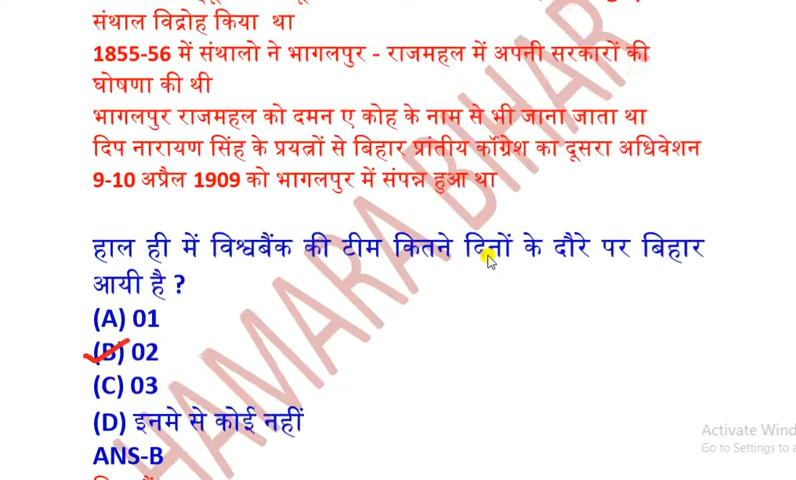 संथाल विद्रोह किया था
1855-56 में संथालो ने भागलपुर - राजमहल में अपनी सरकारों की
घोषणा की थी
भागलपुर राजमहल को दमन ए कोह के नाम से भी जाना जाता था
दिप नारायण सिंह के प्रयत्नों से बिहार प्रांतीय कॉग्रेश का दूसरा अधिवेशन
9-10 अप्रैल 1909 को भागलपुर में संपन्न हुआ था
हाल ही में विश्वबैंक की टीम कितने दिनों के दौरे पर बिहार
आयी है ?
(A) 01
(B) 02
(C) 03
(D) इनमे से कोई नहीं
ANS-B
HAMARA BIHAR
Activate Wind
Go to Settings to a